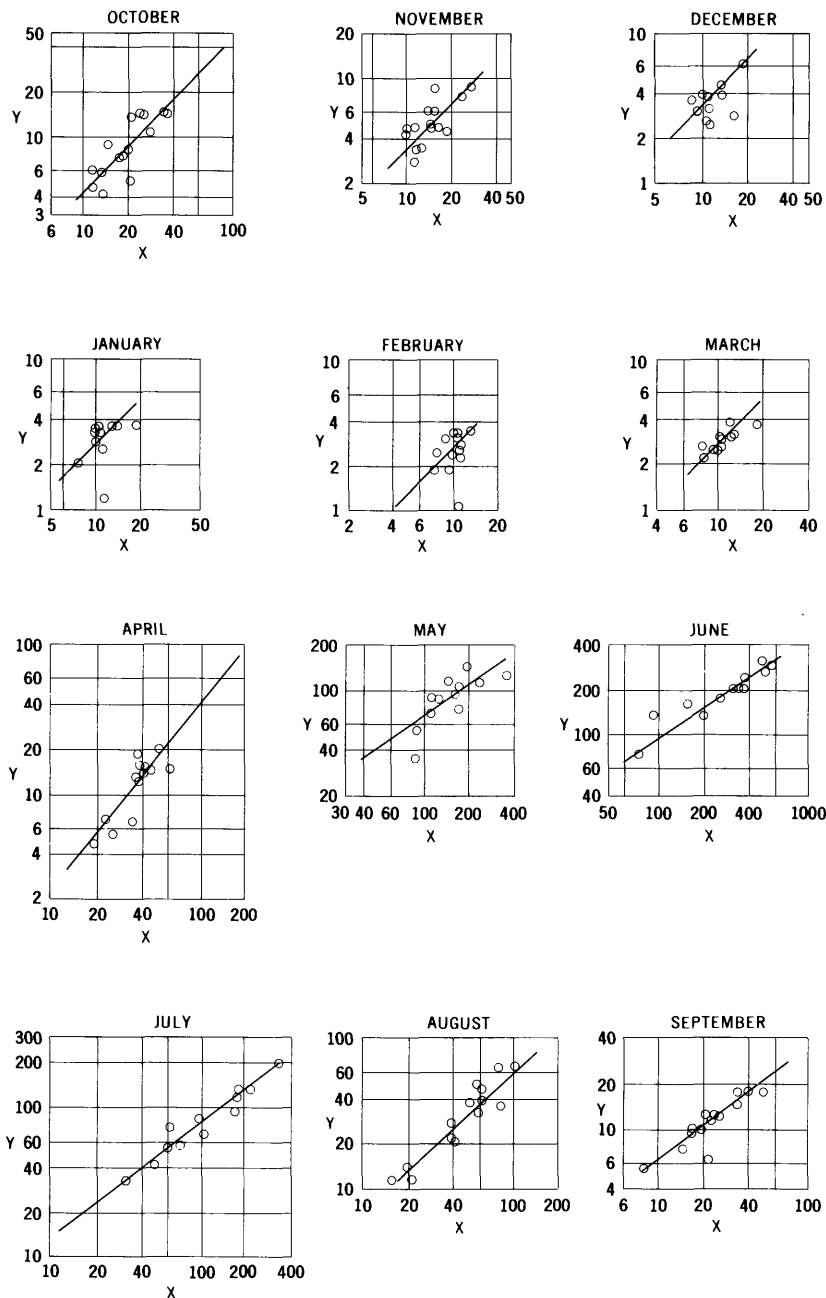 OCTOBER
50
20
Y
10
6
4
3
6 10 20 40 100
X
NOVEMBER
20
10
Y
6
4
2
5 10 20 40 50
X
DECEMBER
10
6
Y
4
2
1
5 10 20 50
X
JANUARY
10
6
4
Y
2
1
5 10 20 50
X
FEBRUARY
10
6
4
Y
2
1
2 4 6 10 20
X
MARCH
10
6
4
Y
2
1
4 6 10 20 40
X
APRIL
100
60
40
20
Y
10
6
4
2
10 20 40 100 200
X
MAY
200
100
Y
60
40
20
30 40 60 100 200 400
X
JUNE
400
200
Y
100
60
40
50 100 200 1000
X
JULY
300
200
100
Y
60
40
20
10
10 20 40 60 100 200 400
X
AUGUST
100
60
Y
40
20
10
10 20 40 100 200
X
SEPTEMBER
40
20
Y
10
6
4
6 10 20 40 100
X